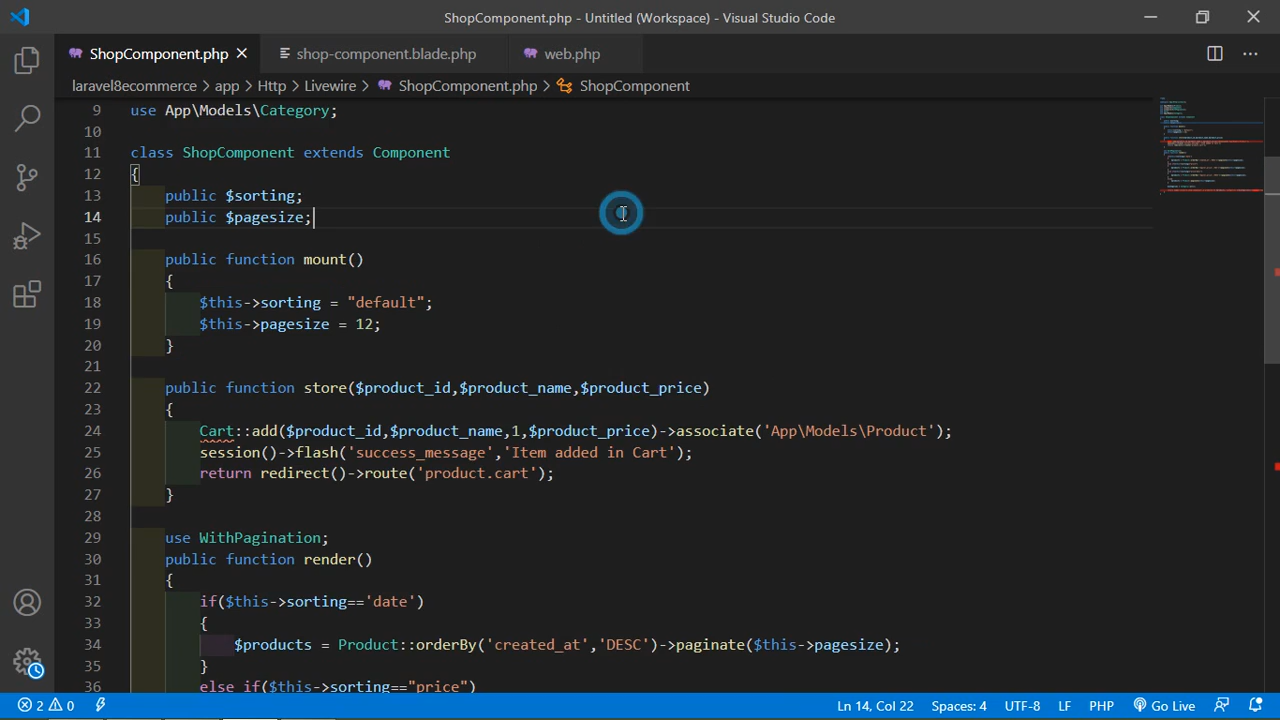 ShopComponent.php - Untitled (Workspace) - Visual Studio Code
ShopComponent.php shop-component.blade.php web.php
laravel8ecommerce > app > Http > Livewire > ShopComponent.php > ShopComponent
9 use App\Models\Category;
10
11 class ShopComponent extends Component
12 {
13 public $sorting;
14 public $pagesize;
15
16 public function mount()
17 {
18 $this->sorting = "default";
19 $this->pagesize = 12;
20 }
21
22 public function store($product_id,$product_name,$product_price)
23 {
24 Cart::add($product_id,$product_name,1,$product_price)->associate('App\Models\Product');
25 session()->flash('success_message','Item added in Cart');
26 return redirect()->route('product.cart');
27 }
28
29 use WithPagination;
30 public function render()
31 {
32 if($this->sorting=='date')
33 {
34 $products = Product::orderBy('created_at','DESC')->paginate($this->pagesize);
35 }
36 else if($this->sorting=="price")
2 0 Ln 14, Col 22 Spaces: 4 UTF-8 LF PHP Go Live